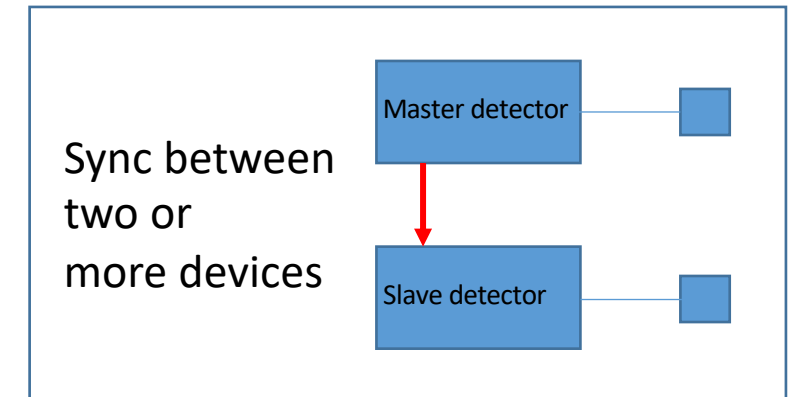 Sync between
two or
more devices
Master detector
Slave detector